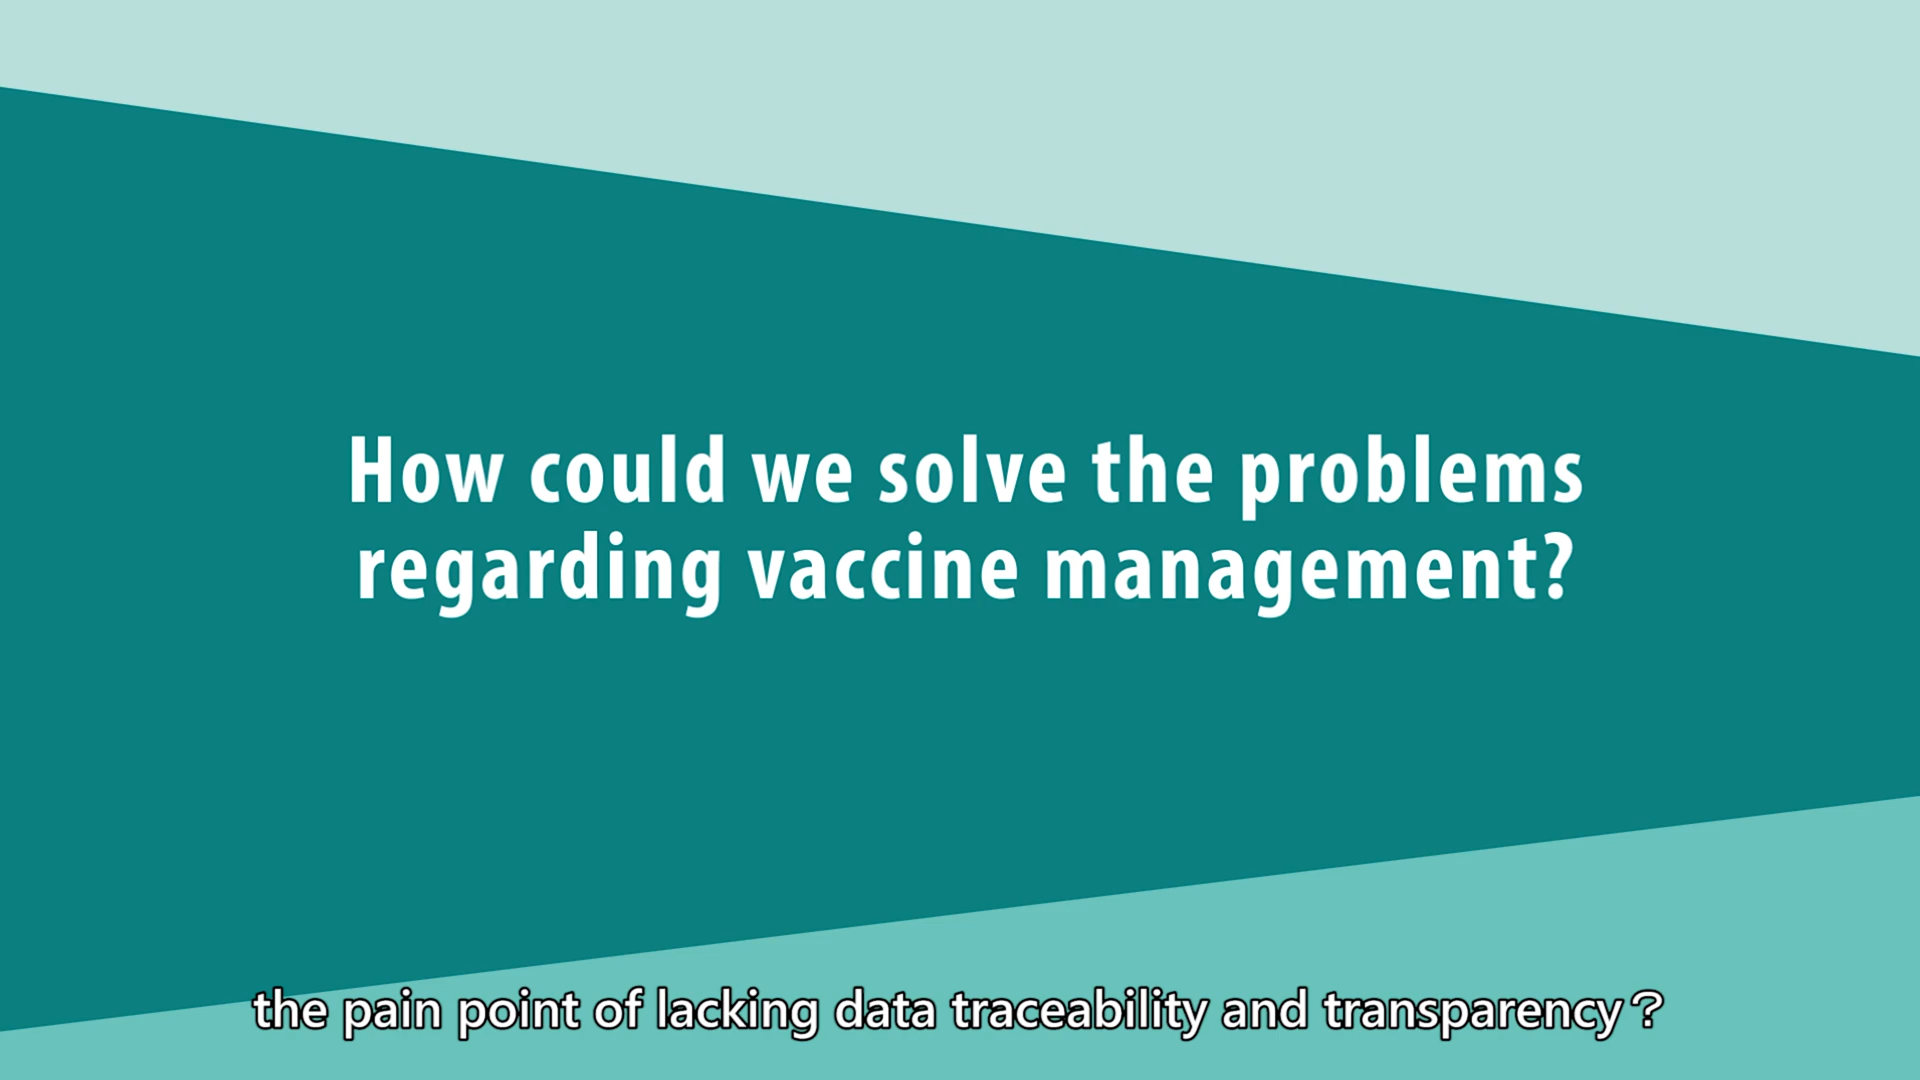 How could we solve the problems
regarding vaccine management?
the pain point of lacking data traceability and transparency？